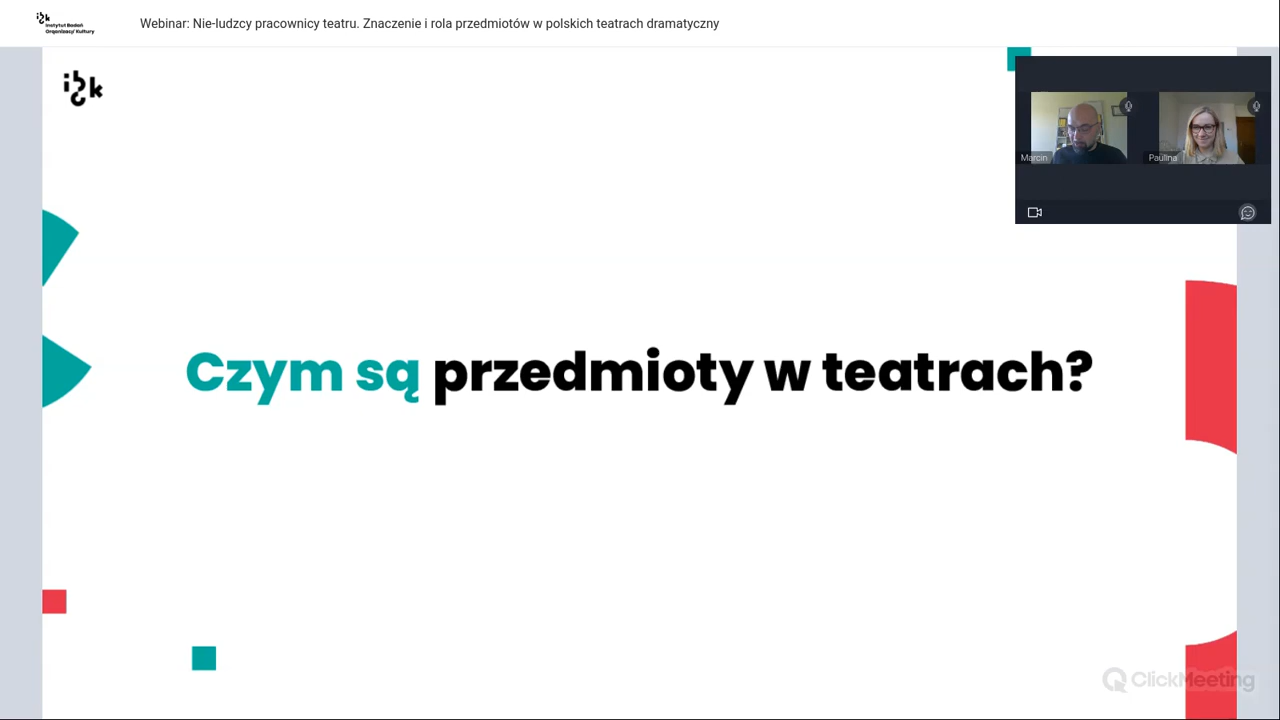 ibok
Instytut Badań
Organizacji Kultury
Webinar: Nie-ludzcy pracownicy teatru. Znaczenie i rola przedmiotów w polskich teatrach dramatyczny
Marcin
Paulina
Czym są przedmioty w teatrach?
ClickMeeting